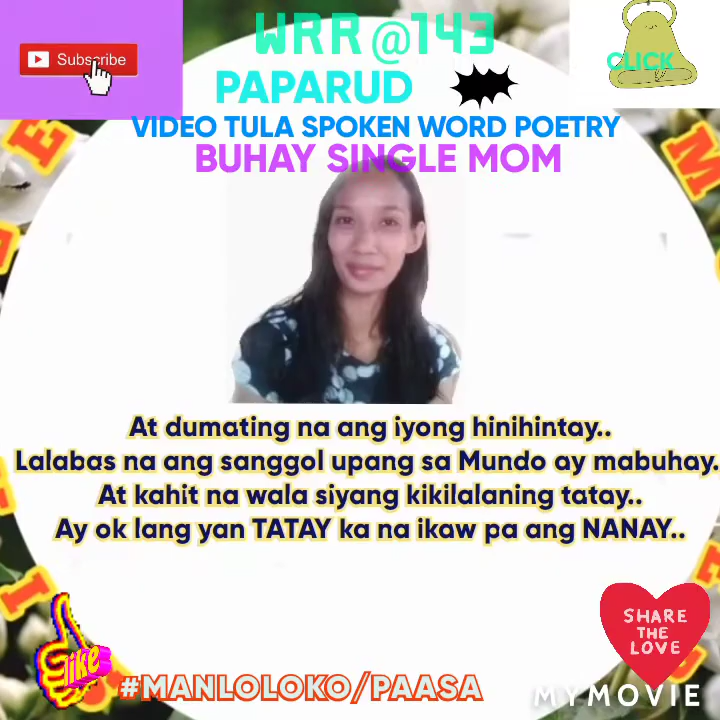 WRR@143
Subscribe
CLICK
PAPARUD
VIDEO TULA SPOKEN WORD POETRY
BUHAY SINGLE MOM
At dumating na ang iyong hinihintay..
Lalabas na ang sanggol upang sa Mundo ay mabuhay.
At kahit na wala siyang kikilalaning tatay..
Ay ok lang yan TATAY ka na ikaw pa ang NANAY..
SHARE
THE
LOVE
like
#MANLOLOKO/PAASA
MYMOVIE